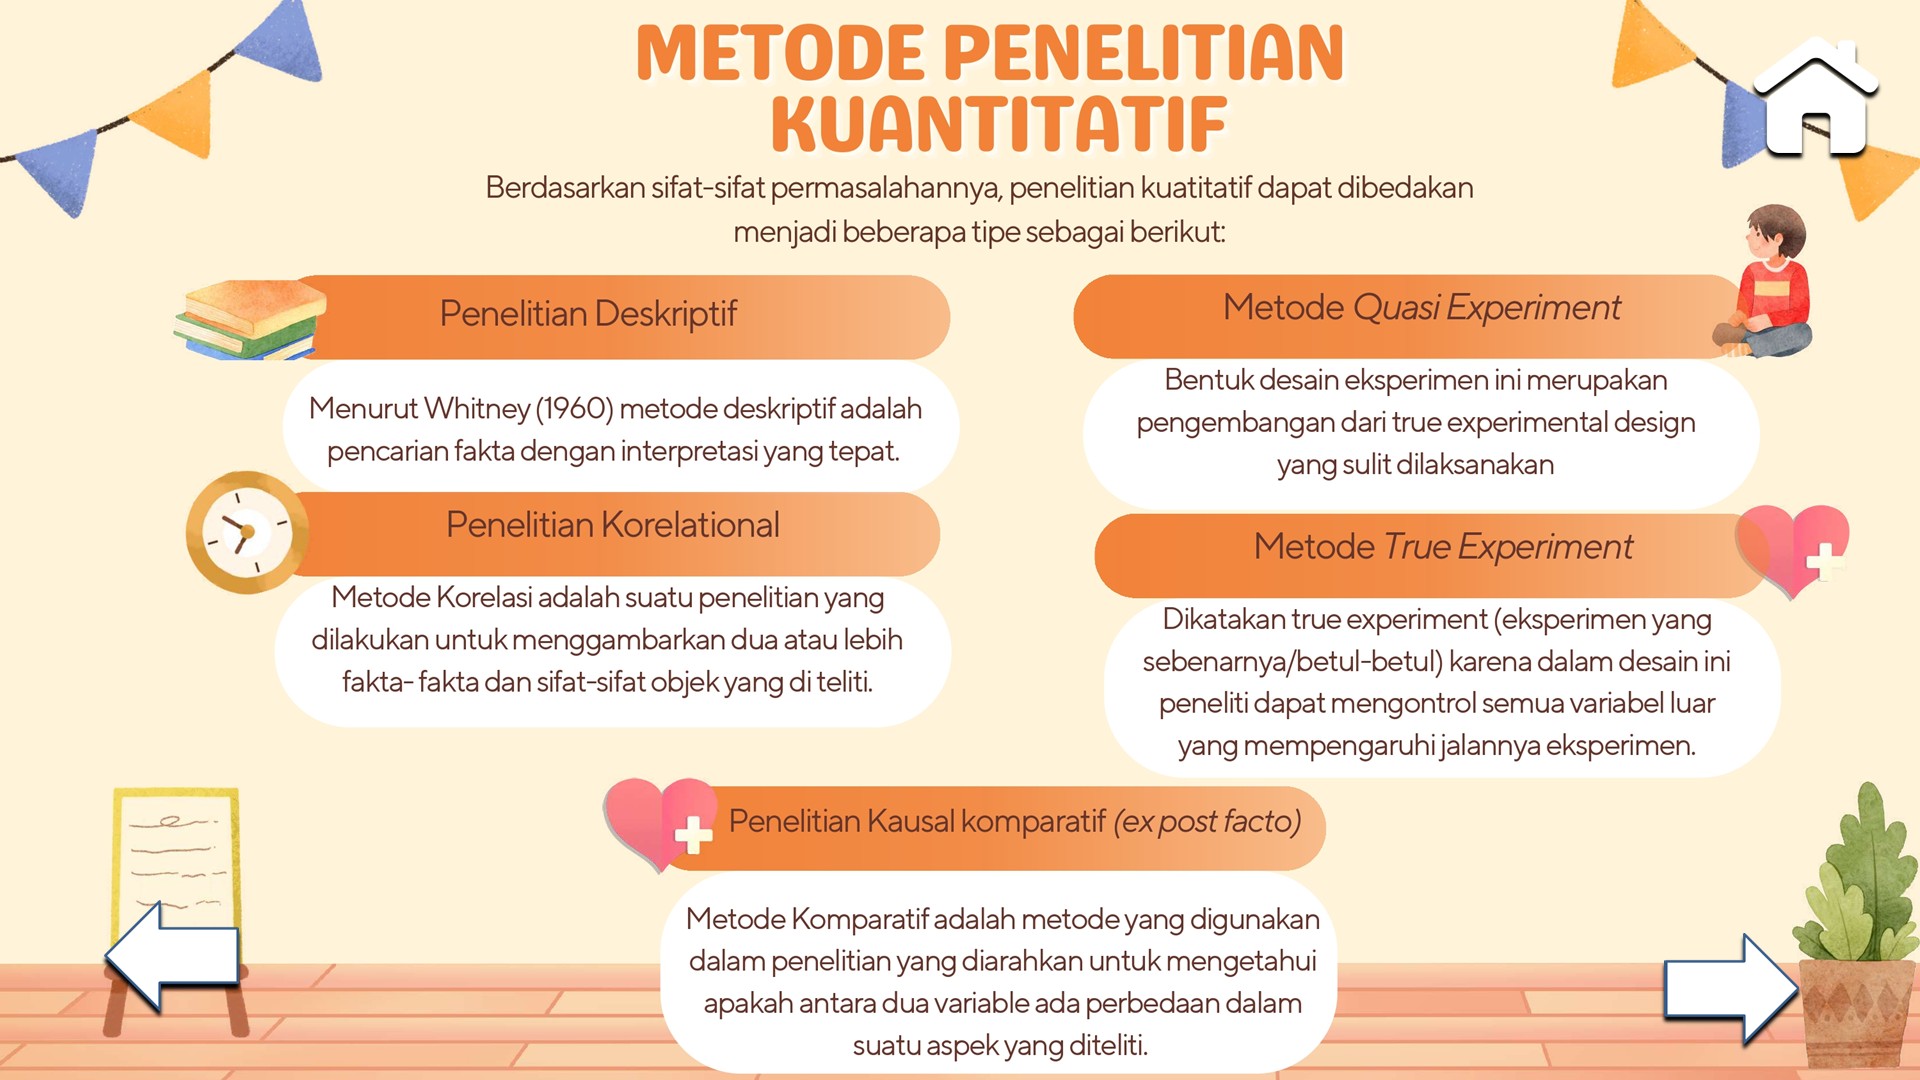 METODE PENELITIAN
KUANTITATIF
Berdasarkan sifat-sifat permasalahannya, penelitian kuatitatif dapat dibedakan
menjadi beberapa tipe sebagai berikut:
Penelitian Deskriptif
Menurut Whitney (1960) metode deskriptif adalah
pencarian fakta dengan interpretasi yang tepat.
Penelitian Korelational
Metode Korelasi adalah suatu penelitian yang
dilakukan untuk menggambarkan dua atau lebih
fakta- fakta dan sifat-sifat objek yang di teliti.
Metode Quasi Experiment
Bentuk desain eksperimen ini merupakan
pengembangan dari true experimental design
yang sulit dilaksanakan
Metode True Experiment
Dikatakan true experiment (eksperimen yang
sebenarnya/betul-betul) karena dalam desain ini
peneliti dapat mengontrol semua variabel luar
yang mempengaruhi jalannya eksperimen.
Penelitian Kausal komparatif (ex post facto)
Metode Komparatif adalah metode yang digunakan
dalam penelitian yang diarahkan untuk mengetahui
apakah antara dua variable ada perbedaan dalam
suatu aspek yang diteliti.